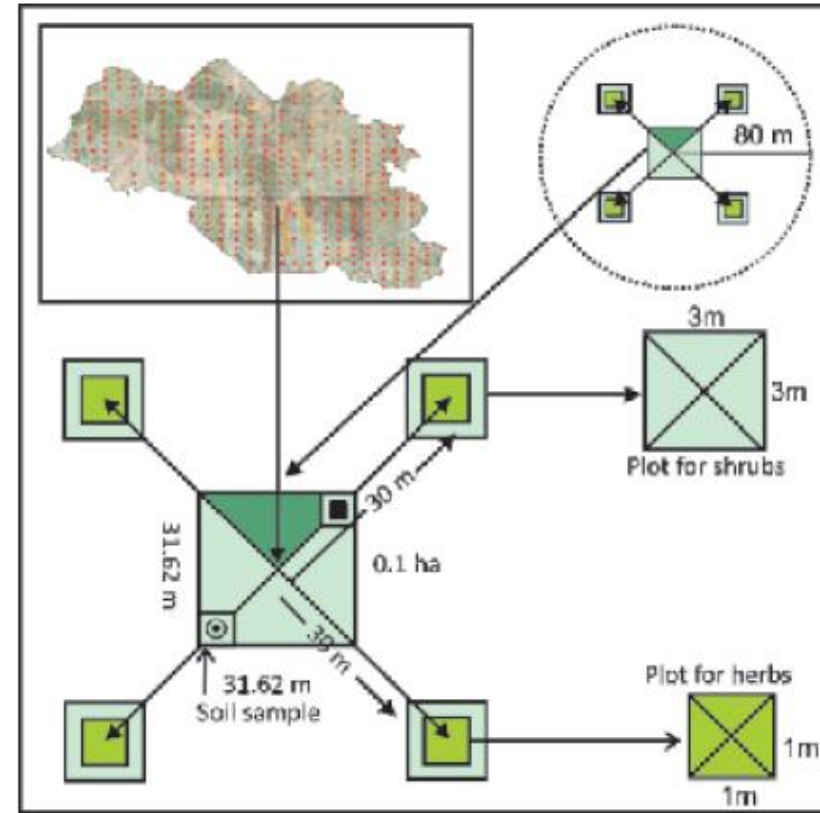 80 m
3m
3m
Plot for shrubs
30 m
31.62 m
0.1 ha
30 m
31.62 m
Soil sample
Plot for herbs
1m
1m